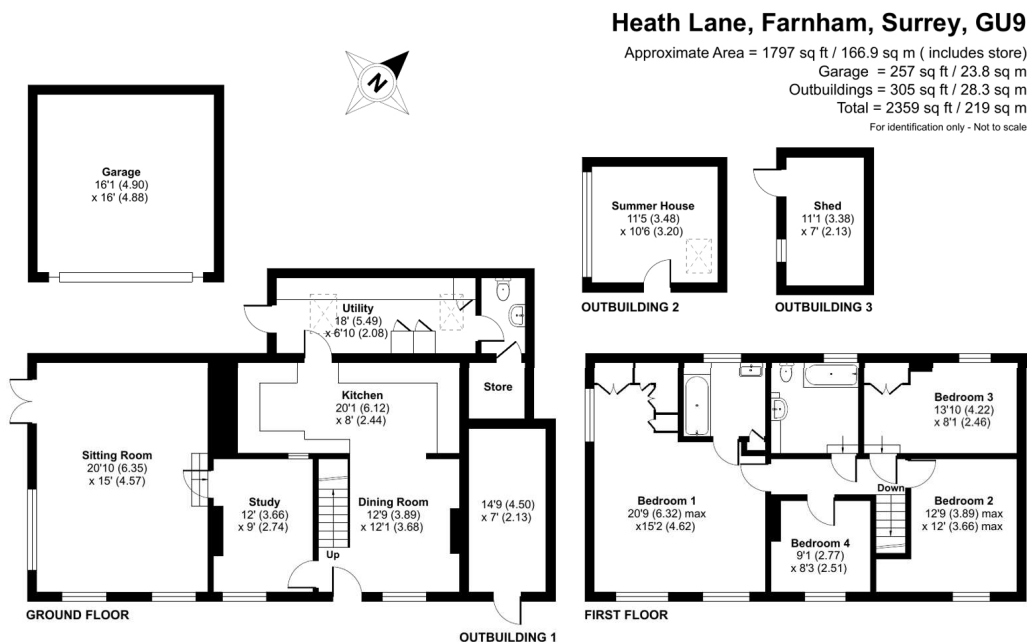 Heath Lane, Farnham, Surrey, GU9
Approximate Area = 1797 sq ft / 166.9 sq m ( includes store)
Garage = 257 sq ft / 23.8 sq m
Outbuildings = 305 sq ft / 28.3 sq m
Total = 2359 sq ft / 219 sq m
For identification only - Not to scale
N
Garage
16'1 (4.90)
x 16' (4.88)
Summer House
11'5 (3.48)
x 10'6 (3.20)
OUTBUILDING 2
Shed
11'1 (3.38)
x 7' (2.13)
OUTBUILDING 3
Utility
18' (5.49)
x 6'10 (2.08)
Store
Kitchen
20'1 (6.12)
x 8' (2.44)
Sitting Room
20'10 (6.35)
x 15' (4.57)
Study
12' (3.66)
x 9' (2.74)
Up
Dining Room
12'9 (3.89)
x 12'1 (3.68)
14'9 (4.50)
x 7' (2.13)
GROUND FLOOR
OUTBUILDING 1
Bedroom 3
13'10 (4.22)
x 8'1 (2.46)
Bedroom 1
20'9 (6.32) max
x15'2 (4.62)
Down
Bedroom 2
12'9 (3.89) max
x 12' (3.66) max
Bedroom 4
9'1 (2.77)
x 8'3 (2.51)
FIRST FLOOR